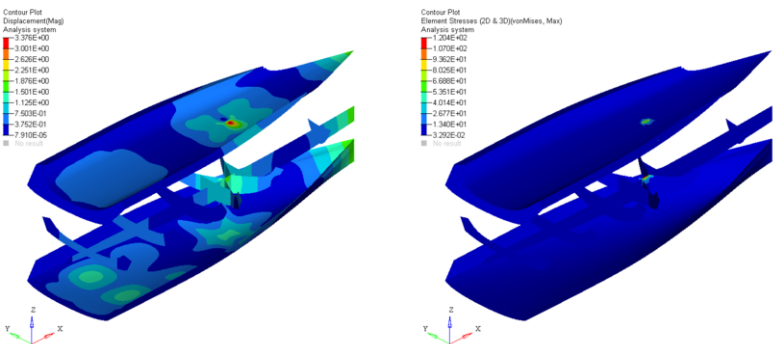 Contour Plot
Displacement(Mag)
Analysis system
3.376E+00
3.001E+00
2.626E+00
2.251E+00
1.876E+00
1.501E+00
1.125E+00
7.503E-01
3.752E-01
7.910E-05
No result
Z
Y
X
Contour Plot
Element Stresses (2D & 3D)(vonMises, Max)
Analysis system
1.204E+02
1.070E+02
9.362E+01
8.025E+01
6.688E+01
5.351E+01
4.014E+01
2.677E+01
1.340E+01
3.292E-02
No result
Z
Y
X